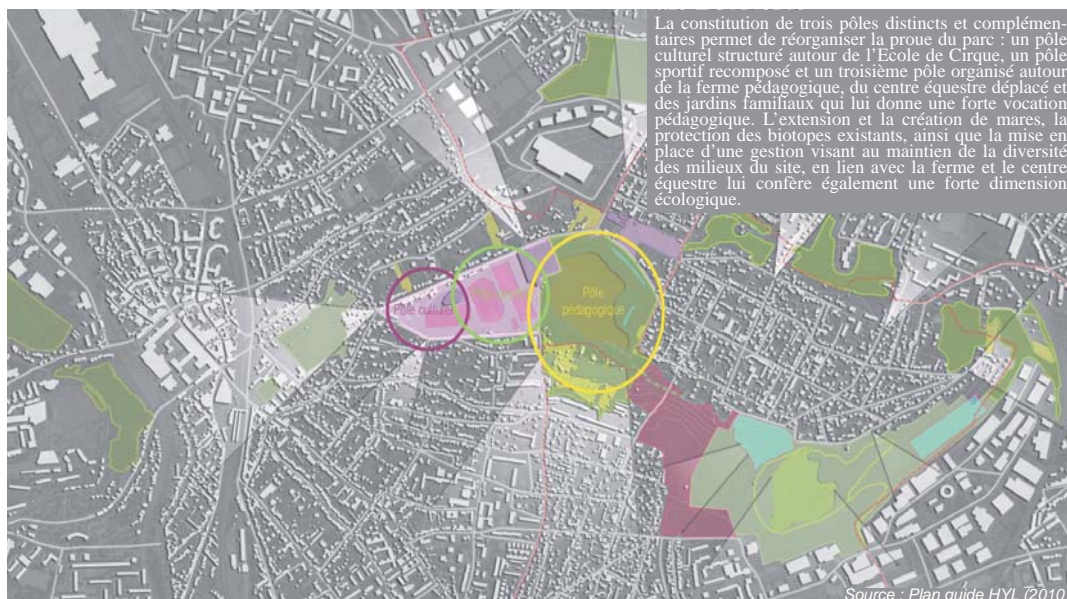 La constitution de trois pôles distincts et complémen-
taires permet de réorganiser la proue du parc : un pôle
culturel structuré autour de l'Ecole de Cirque, un pôle
sportif recomposé et un troisième pôle organisé autour
de la ferme pédagogique, du centre équestre déplacé et
des jardins familiaux qui lui donne une forte vocation
pédagogique. L'extension et la création de mares, la
protection des biotopes existants, ainsi que la mise en
place d'une gestion visant au maintien de la diversité
des milieux du site, en lien avec la ferme et le centre
équestre lui confère également une forte dimension
écologique.
Pôle culturel
Pôle
pédagogique
Source : Plan guide HYL /2010